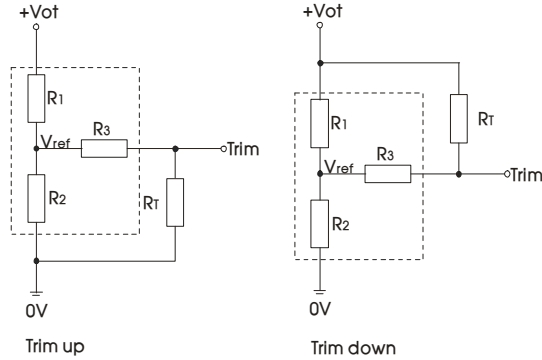 +Vot
R1
Vref
R3
Trim
R2
RT
0V
Trim up
+Vot
R1
RT
Vref
R3
Trim
R2
0V
Trim down